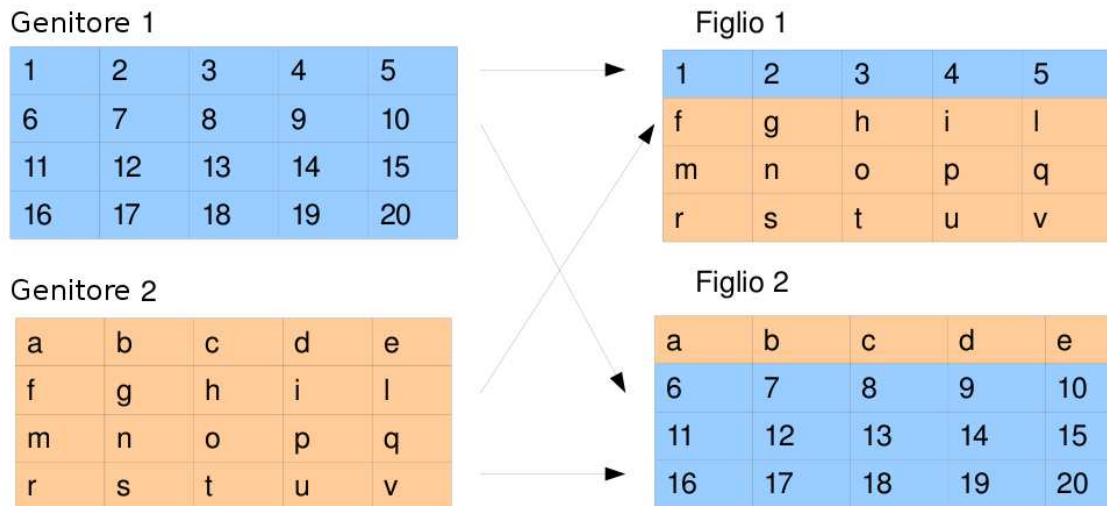 Genitore 1
1 2 3 4 5
6 7 8 9 10
11 12 13 14 15
16 17 18 19 20
Genitore 2
a b c d e
f g h i l
m n o p q
r s t u v
Figlio 1
1 2 3 4 5
f g h i l
m n o p q
r s t u v
Figlio 2
a b c d e
6 7 8 9 10
11 12 13 14 15
16 17 18 19 20